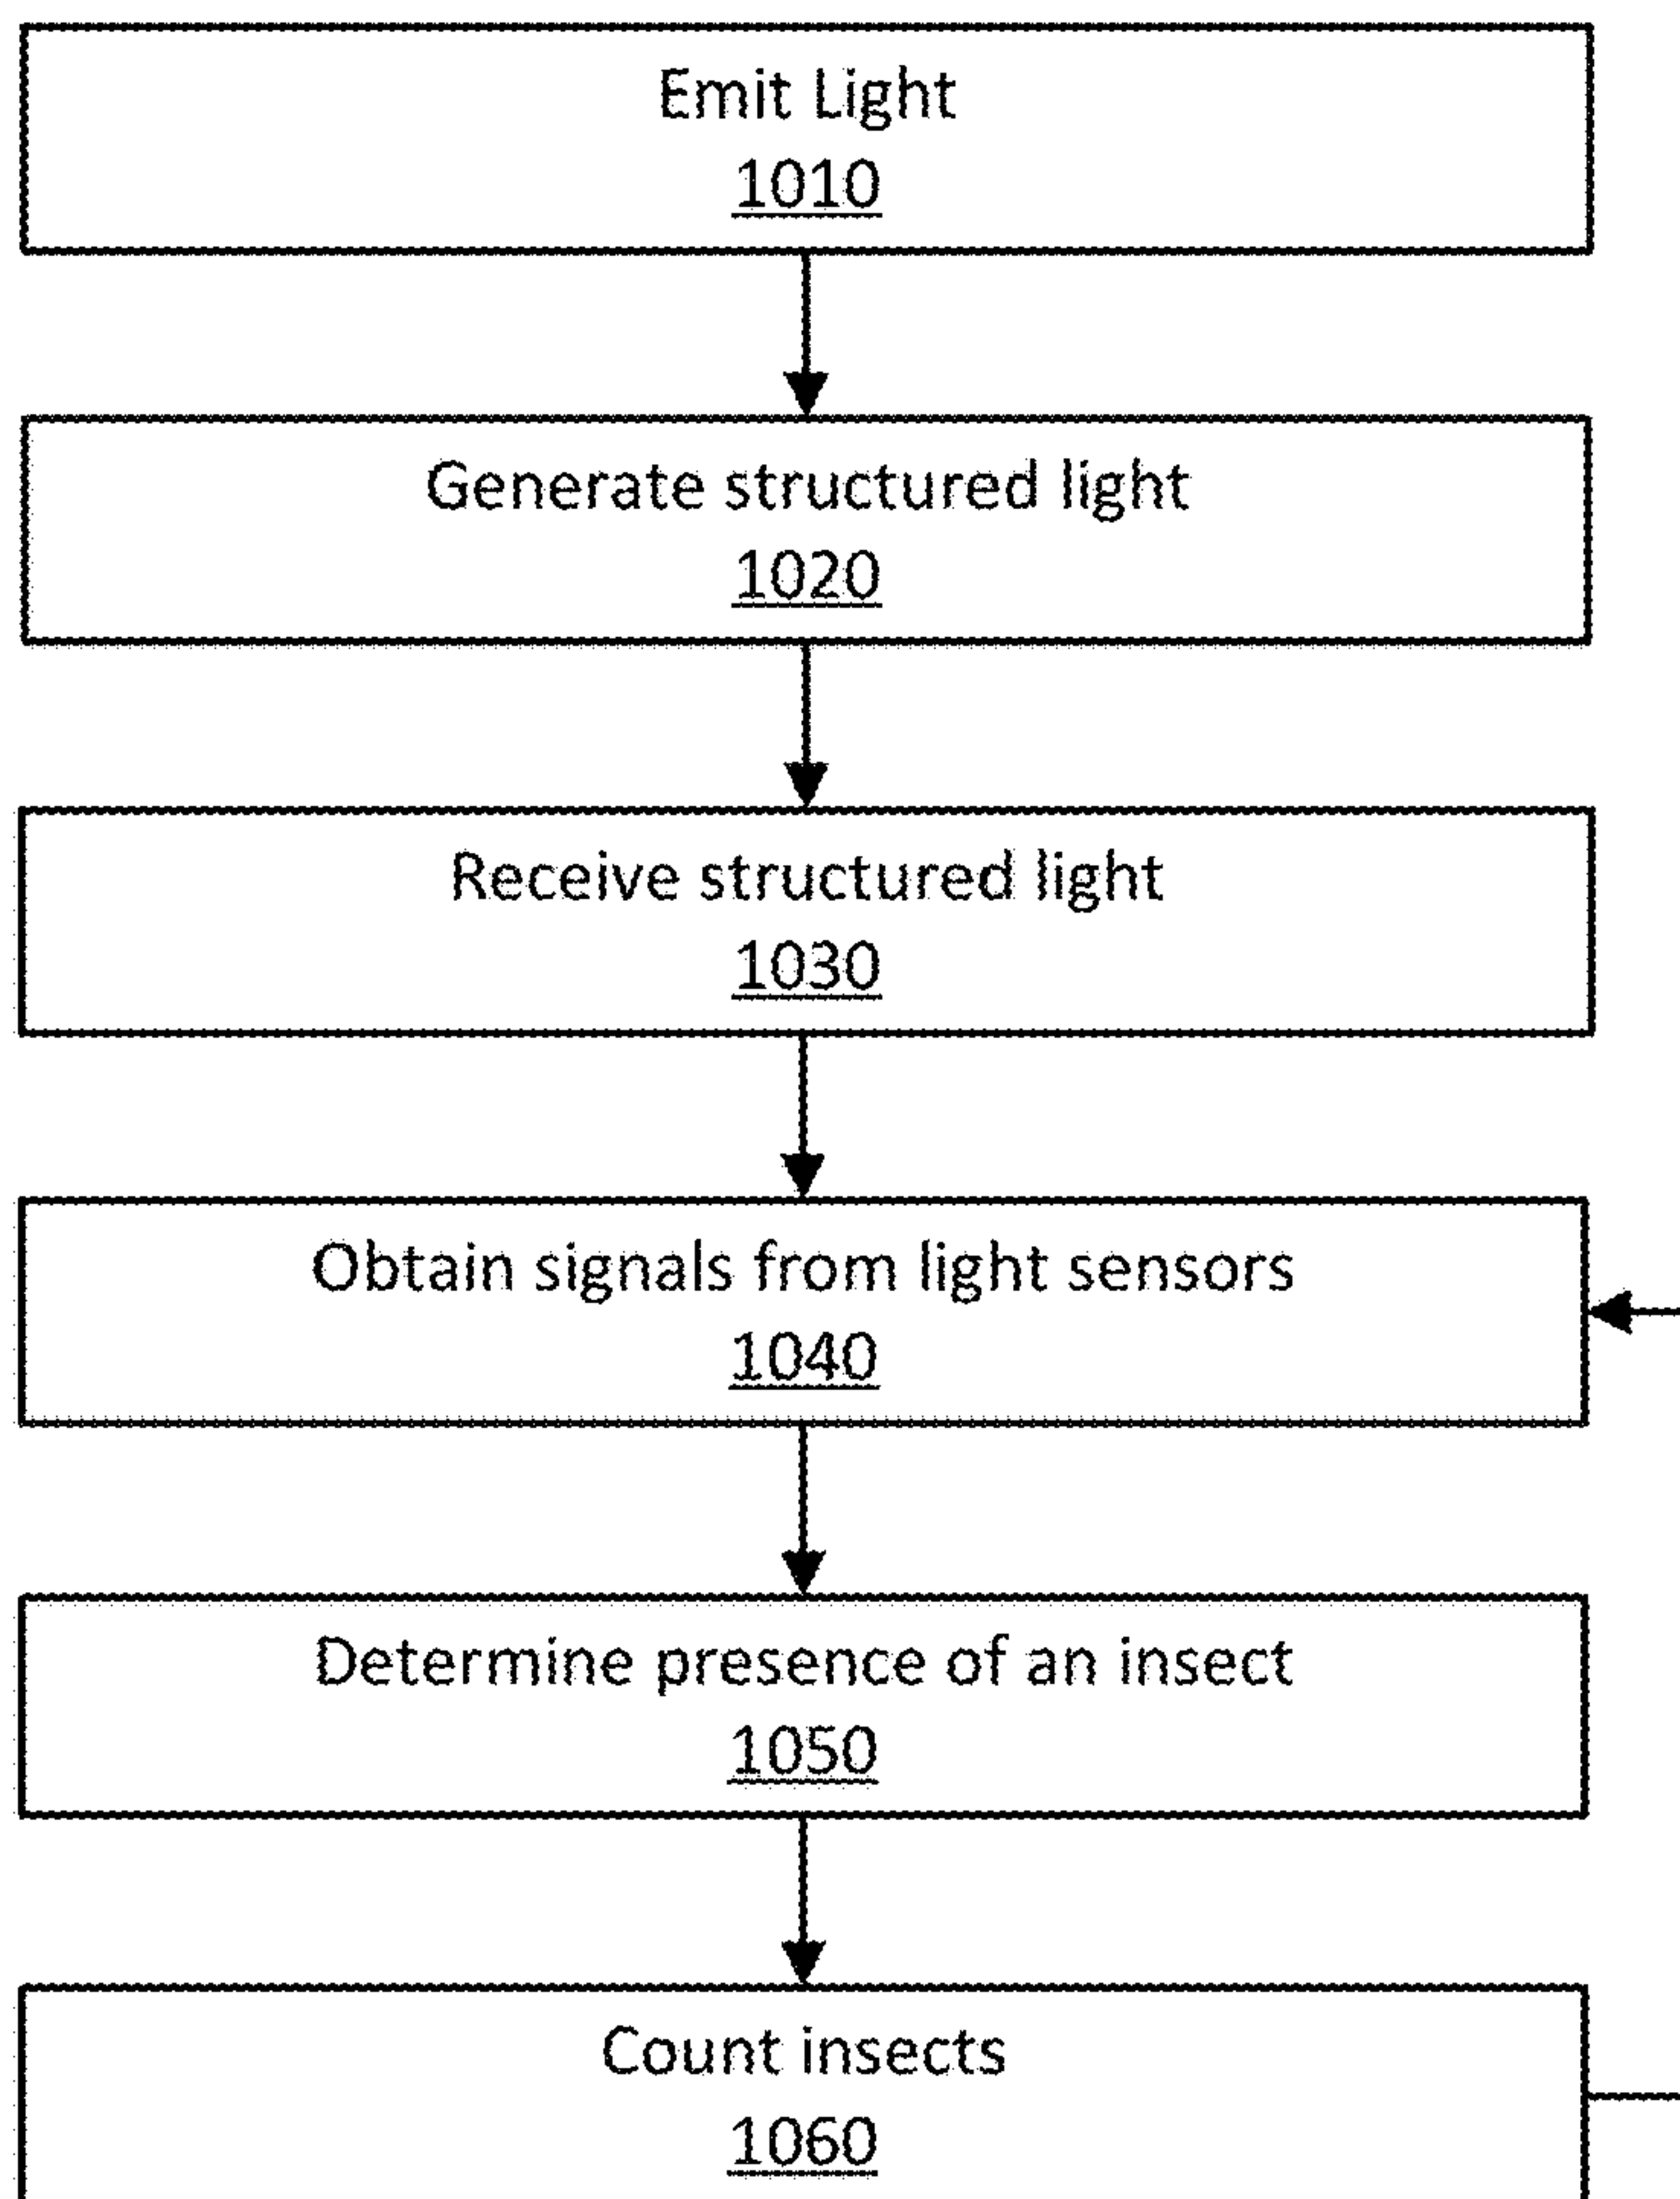 Emit Light
1010
Generate structured light
1020
Receive structured light
1030
Obtain signals from light sensors
1040
Determine presence of an insect
1050
Count insects
1060